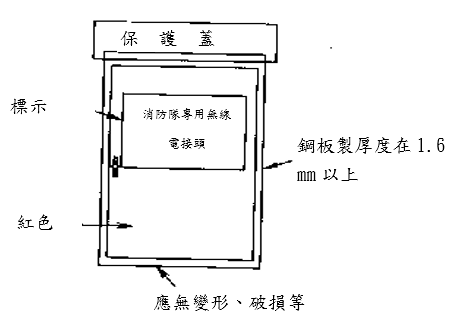 保 護 蓋
標示
消防隊專用無線
電接頭
鋼板製厚度在 1.6
mm 以上
紅色
應無變形、破損等